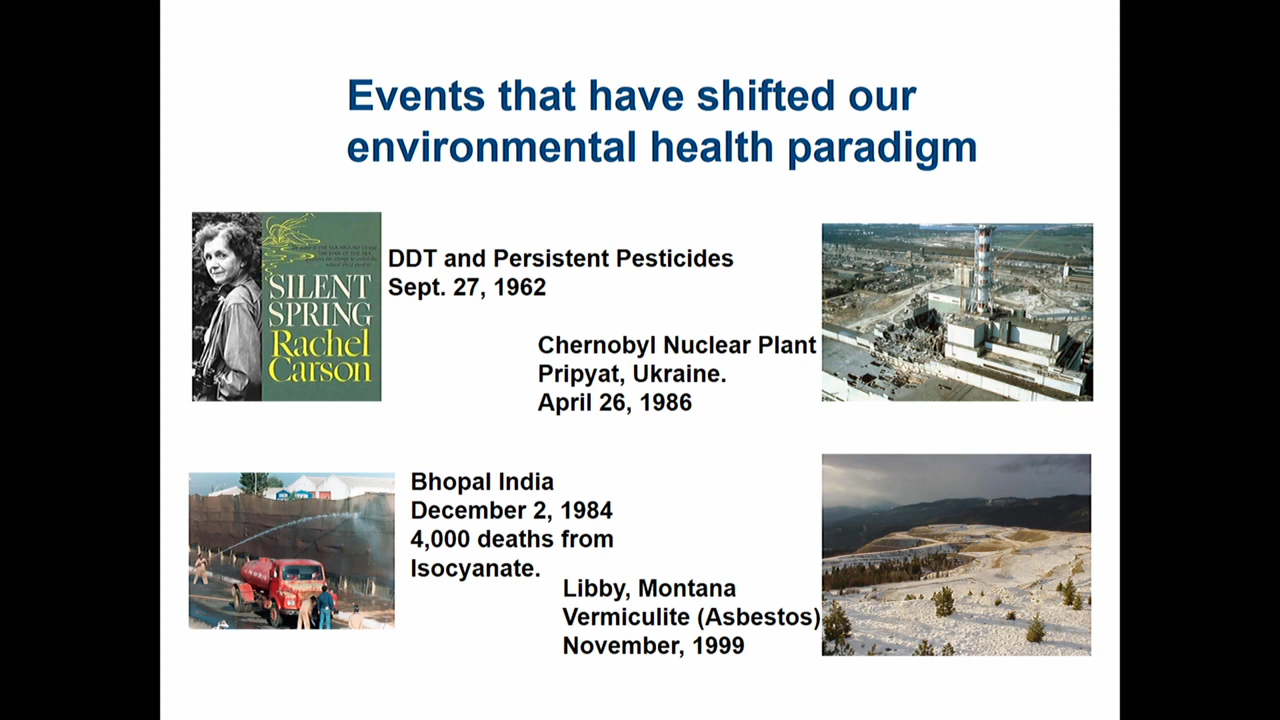 Events that have shifted our
environmental health paradigm
SILENT
SPRING
Rachel
Carson
DDT and Persistent Pesticides
Sept. 27, 1962
Chernobyl Nuclear Plant
Pripyat, Ukraine.
April 26, 1986
Bhopal India
December 2, 1984
4,000 deaths from
Isocyanate.
Libby, Montana
Vermiculite (Asbestos)
November, 1999